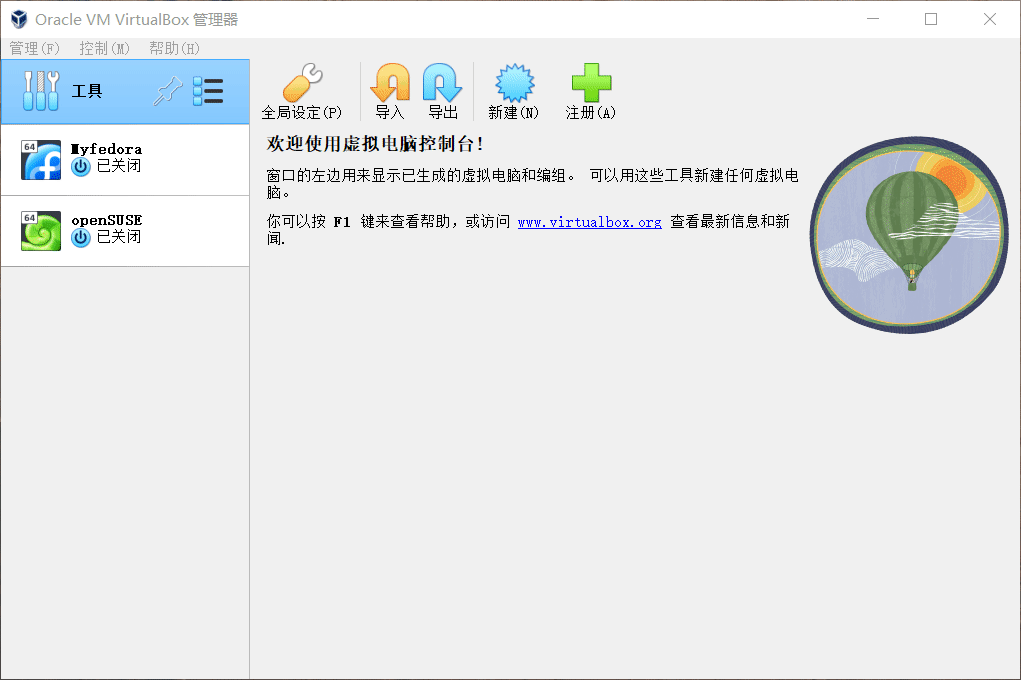 Oracle VM VirtualBox 管理器
管理(F) 控制(M) 帮助(H)
工具
全局设定(P) 导入 导出 新建(N) 注册(A)
64
Myfedora
已关闭
64
openSUSE
已关闭
欢迎使用虚拟电脑控制台!
窗口的左边用来显示已生成的虚拟电脑和编组。 可以用这些工具新建任何虚拟电
脑。
你可以按 F1 键来查看帮助，或访问 www.virtualbox.org 查看最新信息和新
闻.